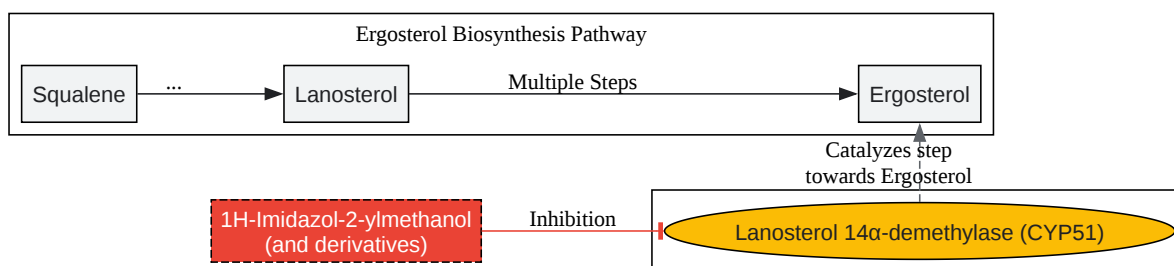 Ergosterol Biosynthesis Pathway
Squalene
...
Lanosterol
Multiple Steps
Ergosterol
Catalyzes step
towards Ergosterol
1H-Imidazol-2-ylmethanol
(and derivatives)
Inhibition
Lanosterol 14α-demethylase (CYP51)